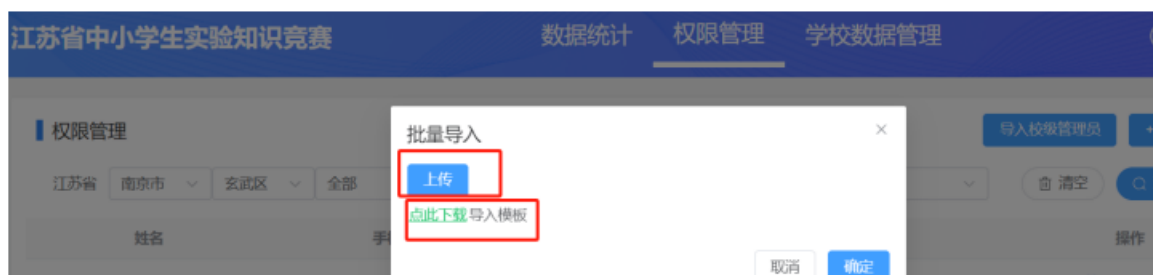 江苏省中小学生实验知识竞赛 数据统计 权限管理 学校数据管理
权限管理 批量导入 导入校级管理员
江苏省 南京市 玄武区 全部 上传 清空
点此下载导入模板
姓名 操作
取消 确定